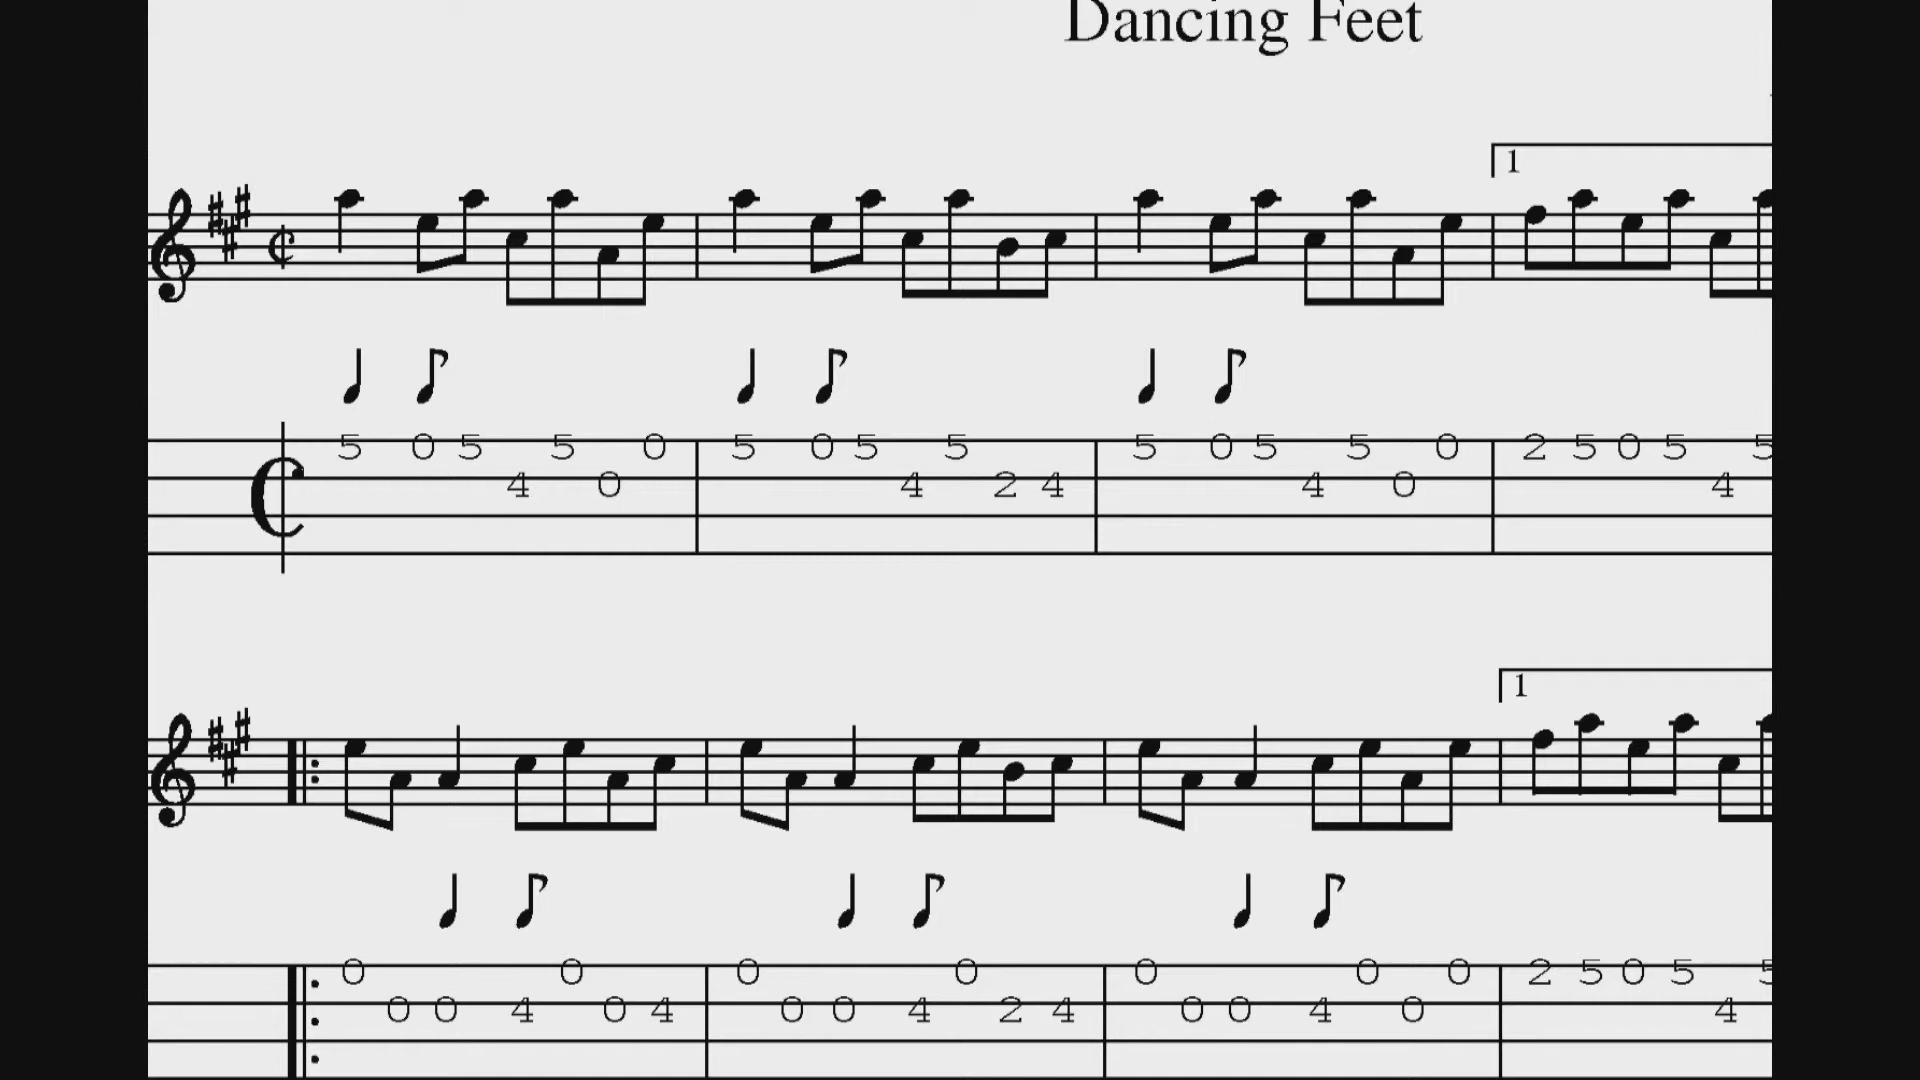 Dancing Feet
1
5 0 5 5 0 5 0 5 5 5 0 5 5 0 2 5 0 5 5
4 0 4 2 4 4 0 4
1
0 0 0 0 0 0 0 2 5 0 5 5
0 0 4 0 4 0 0 4 2 4 0 0 4 0 4